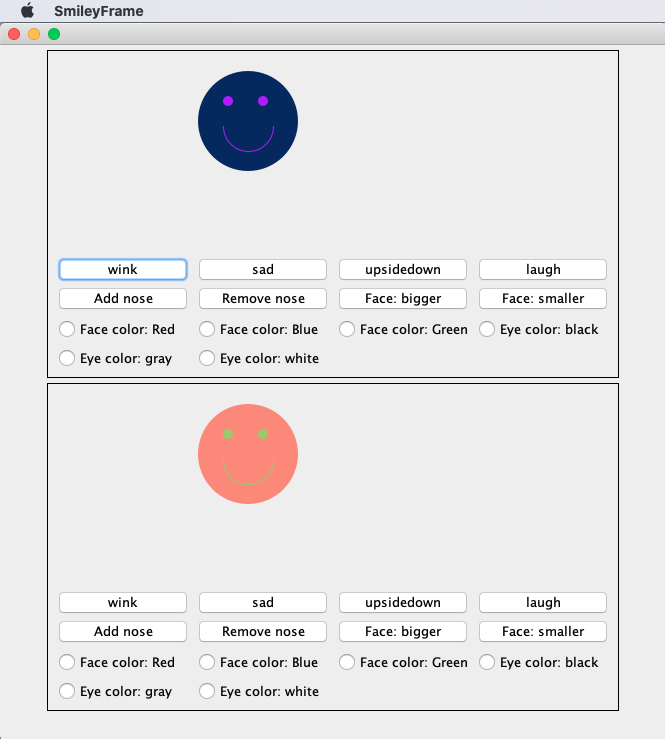 SmileyFrame
wink sad upsidedown laugh
Add nose Remove nose Face: bigger Face: smaller
Face color: Red Face color: Blue Face color: Green Eye color: black
Eye color: gray Eye color: white
wink sad upsidedown laugh
Add nose Remove nose Face: bigger Face: smaller
Face color: Red Face color: Blue Face color: Green Eye color: black
Eye color: gray Eye color: white